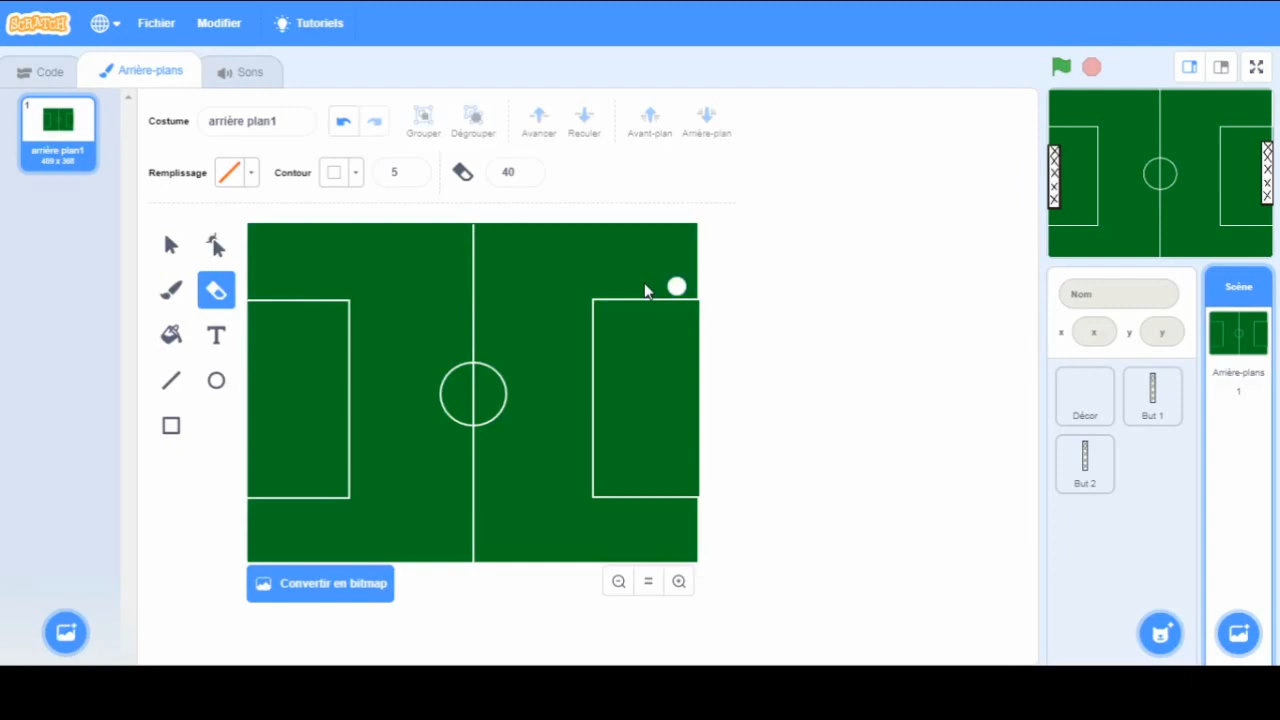 SCRATCH
Fichier
Modifier
Tutoriels
Code
Arrière-plans
Sons
1
arrière plan1
489 x 368
Costume
arrière plan1
Grouper
Dégrouper
Avancer
Reculer
Avant-plan
Arrière-plan
Remplissage
Contour
5
40
T
Convertir en bitmap
Nom
x
x
y
y
Scène
Arrière-plans
1
Décor
But 1
But 2